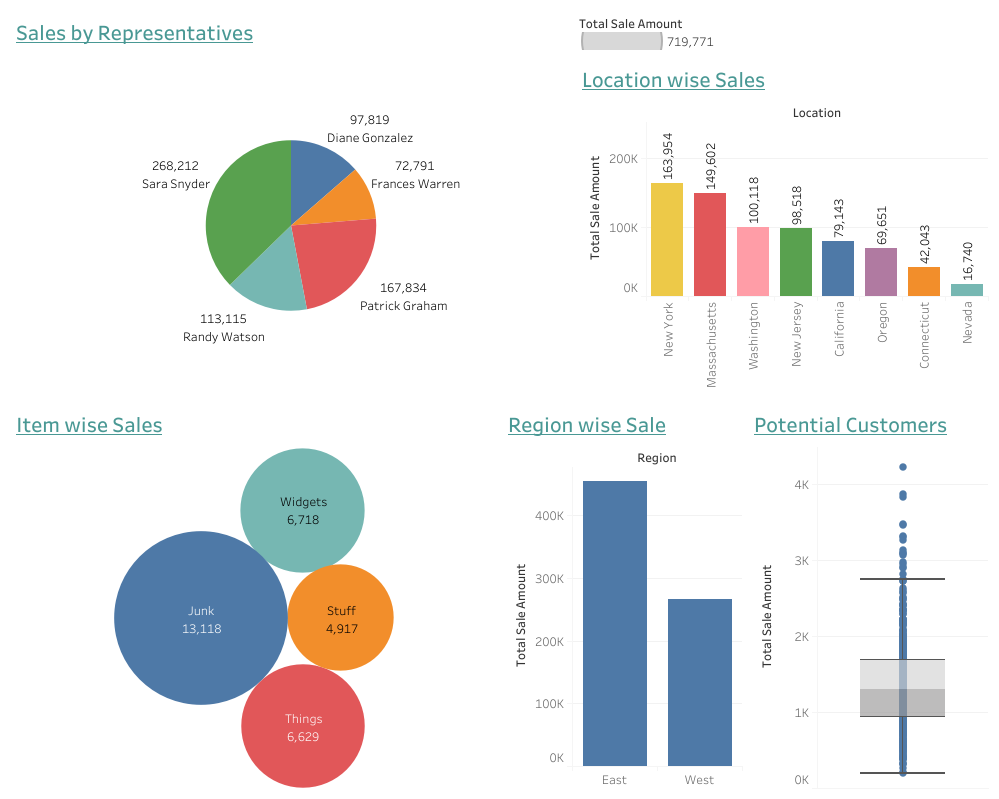 Sales by Representatives
97,819
Diane Gonzalez
72,791
Frances Warren
268,212
Sara Snyder
167,834
Patrick Graham
113,115
Randy Watson
Total Sale Amount
719,771
Location wise Sales
Location
Total Sale Amount
200K
100K
0K
163,954
149,602
100,118
98,518
79,143
69,651
42,043
16,740
New York
Massachusetts
Washington
New Jersey
California
Oregon
Connecticut
Nevada
Item wise Sales
Widgets
6,718
Junk
13,118
Stuff
4,917
Things
6,629
Region wise Sale
Region
Total Sale Amount
400K
300K
200K
100K
0K
East
West
Potential Customers
Total Sale Amount
4K
3K
2K
1K
0K